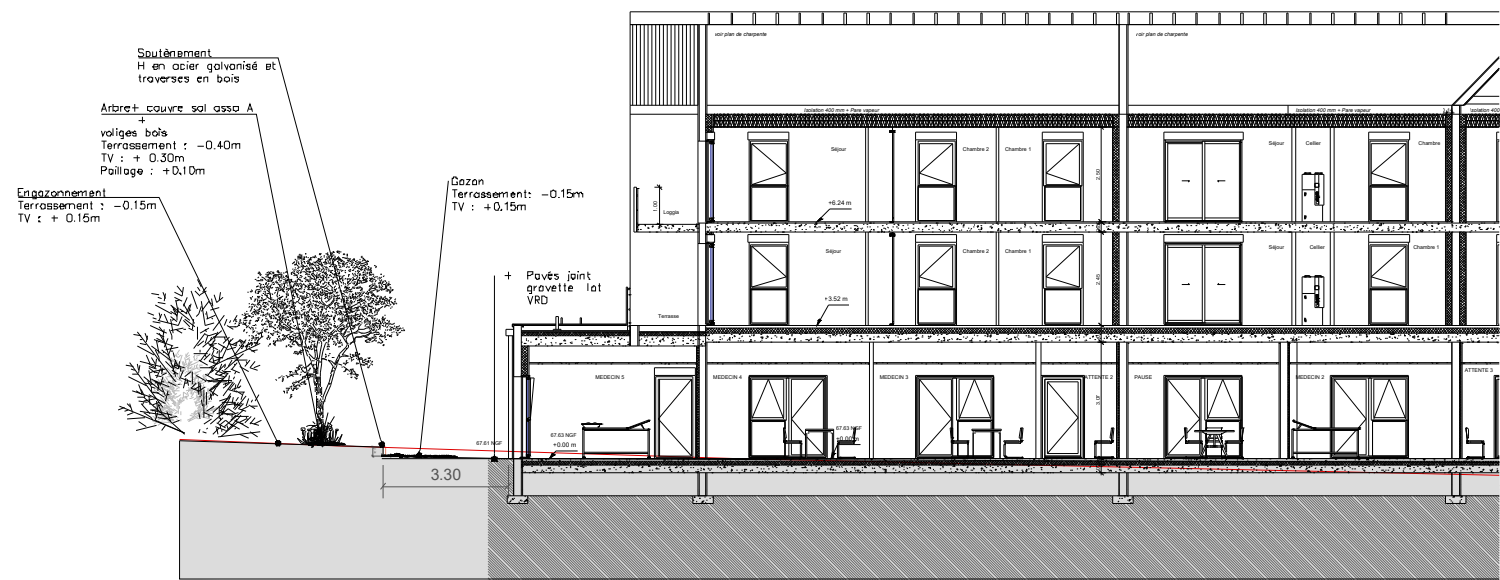 voir plan de charpente
voir plan de charpente
Soutènement
H en acier galvanisé et
traverses en bois
Arbre+ couvre sol asso A
+
voliges bois
Terrassement : -0.40m
TV : + 0.30m
Paillage : +0.10m
Engazonnement
Terrassement : -0.15m
TV : + 0.15m
Gazon
Terrassement: -0.15m
TV : +0.15m
+ Pavés joint
gravette lot
VRD
Isolation 400 mm + Pare vapeur
Isolation 400 mm + Pare vapeur
Isolation 400
Séjour
Chambre 2
Chambre 1
Séjour
Cellier
Chambre
2.50
1.00
Loggia
+6.24 m
Séjour
Chambre 2
Chambre 1
Séjour
Cellier
Chambre 1
2.45
+3.52 m
Terrasse
MEDECIN 5
MEDECIN 4
MEDECIN 3
ATTENTE 2
PAUSE
MEDECIN 2
ATTENTE 3
67.61 NGF
67.63 NGF
+0.00 m
67.63 NGF
+0.00 m
3.30